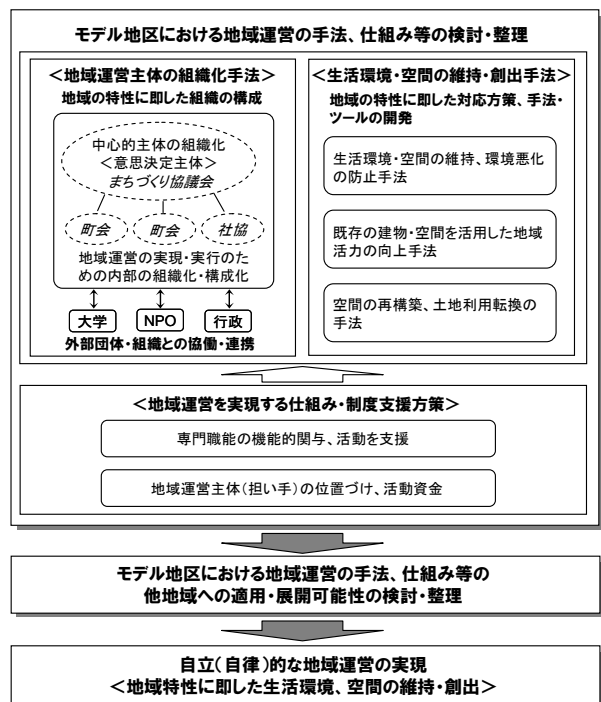 モデル地区における地域運営の手法、仕組み等の検討・整理
＜地域運営主体の組織化手法＞
地域の特性に即した組織の構成
中心的主体の組織化
＜意思決定主体＞
まちづくり協議会
町会
町会
社協
地域運営の実現・実行のた
めの内部の組織化・構成化
大学
NPO
行政
外部団体・組織との協働・連携
＜生活環境・空間の維持・創出手法＞
地域の特性に即した対応方策、手法・
ツールの開発
生活環境・空間の維持、環境悪化
の防止手法
既存の建物・空間を活用した地域
活力の向上手法
空間の再構築、土地利用転換の
手法
＜地域運営を実現する仕組み・制度支援方策＞
専門職能の機能的関与、活動を支援
地域運営主体（担い手）の位置づけ、活動資金
モデル地区における地域運営の手法、仕組み等の
他地域への適用・展開可能性の検討・整理
自立（自律）的な地域運営の実現
＜地域特性に即した生活環境、空間の維持・創出＞